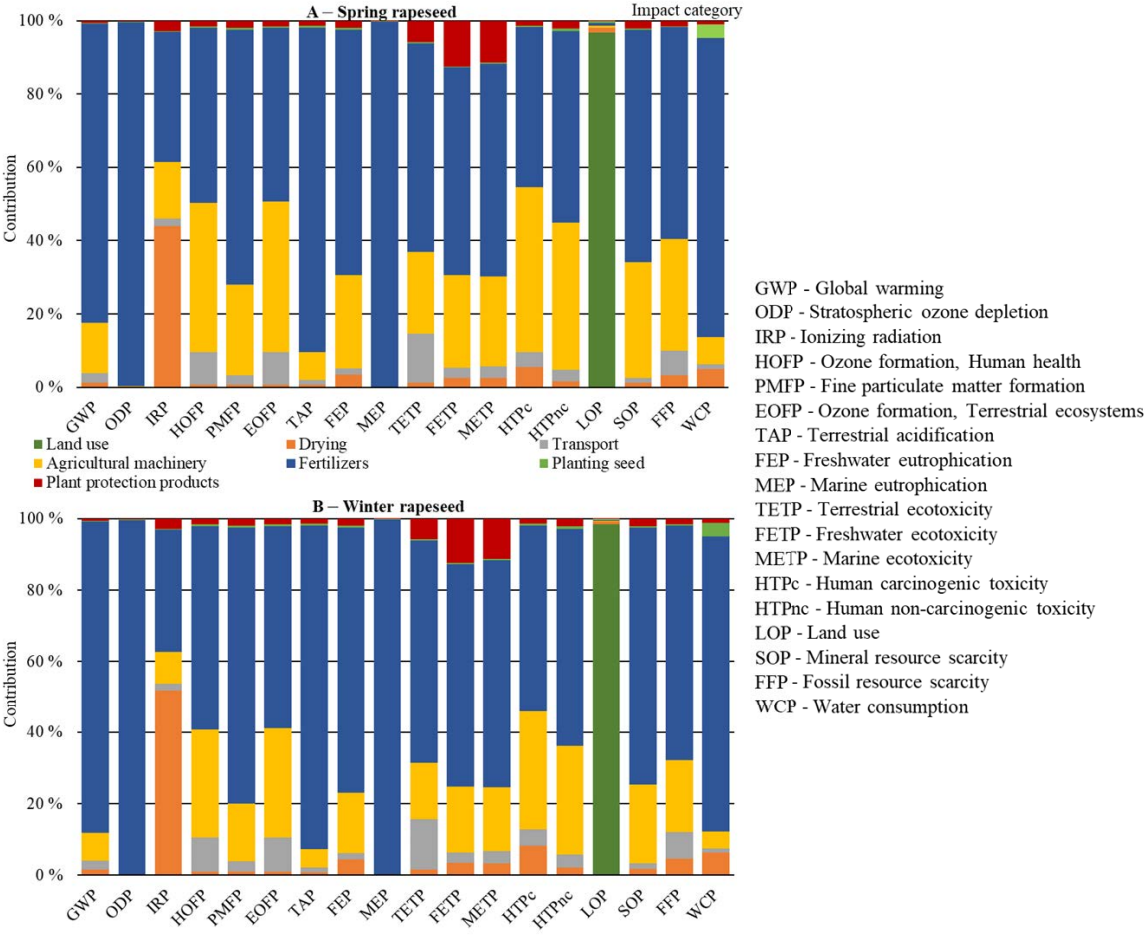 A – Spring rapeseed
Impact category
100 %
80 %
60 %
40 %
20 %
0 %
Contribution
GWP
ODP
IRP
HOFP
PMFP
EOFP
TAP
FEP
MEP
TETP
FETP
METP
HTPc
HTPnc
LOP
SOP
FFP
WCP
Land use
Drying
Transport
Agricultural machinery
Fertilizers
Planting seed
Plant protection products
B – Winter rapeseed
100 %
80 %
60 %
40 %
20 %
0 %
Contribution
GWP
ODP
IRP
HOFP
PMFP
EOFP
TAP
FEP
MEP
TETP
FETP
METP
HTPc
HTPnc
LOP
SOP
FFP
WCP
GWP - Global warming
ODP - Stratospheric ozone depletion
IRP - Ionizing radiation
HOFP - Ozone formation, Human health
PMFP - Fine particulate matter formation
EOFP - Ozone formation, Terrestrial ecosystems
TAP - Terrestrial acidification
FEP - Freshwater eutrophication
MEP - Marine eutrophication
TETP - Terrestrial ecotoxicity
FETP - Freshwater ecotoxicity
METP - Marine ecotoxicity
HTPc - Human carcinogenic toxicity
HTPnc - Human non-carcinogenic toxicity
LOP - Land use
SOP - Mineral resource scarcity
FFP - Fossil resource scarcity
WCP - Water consumption